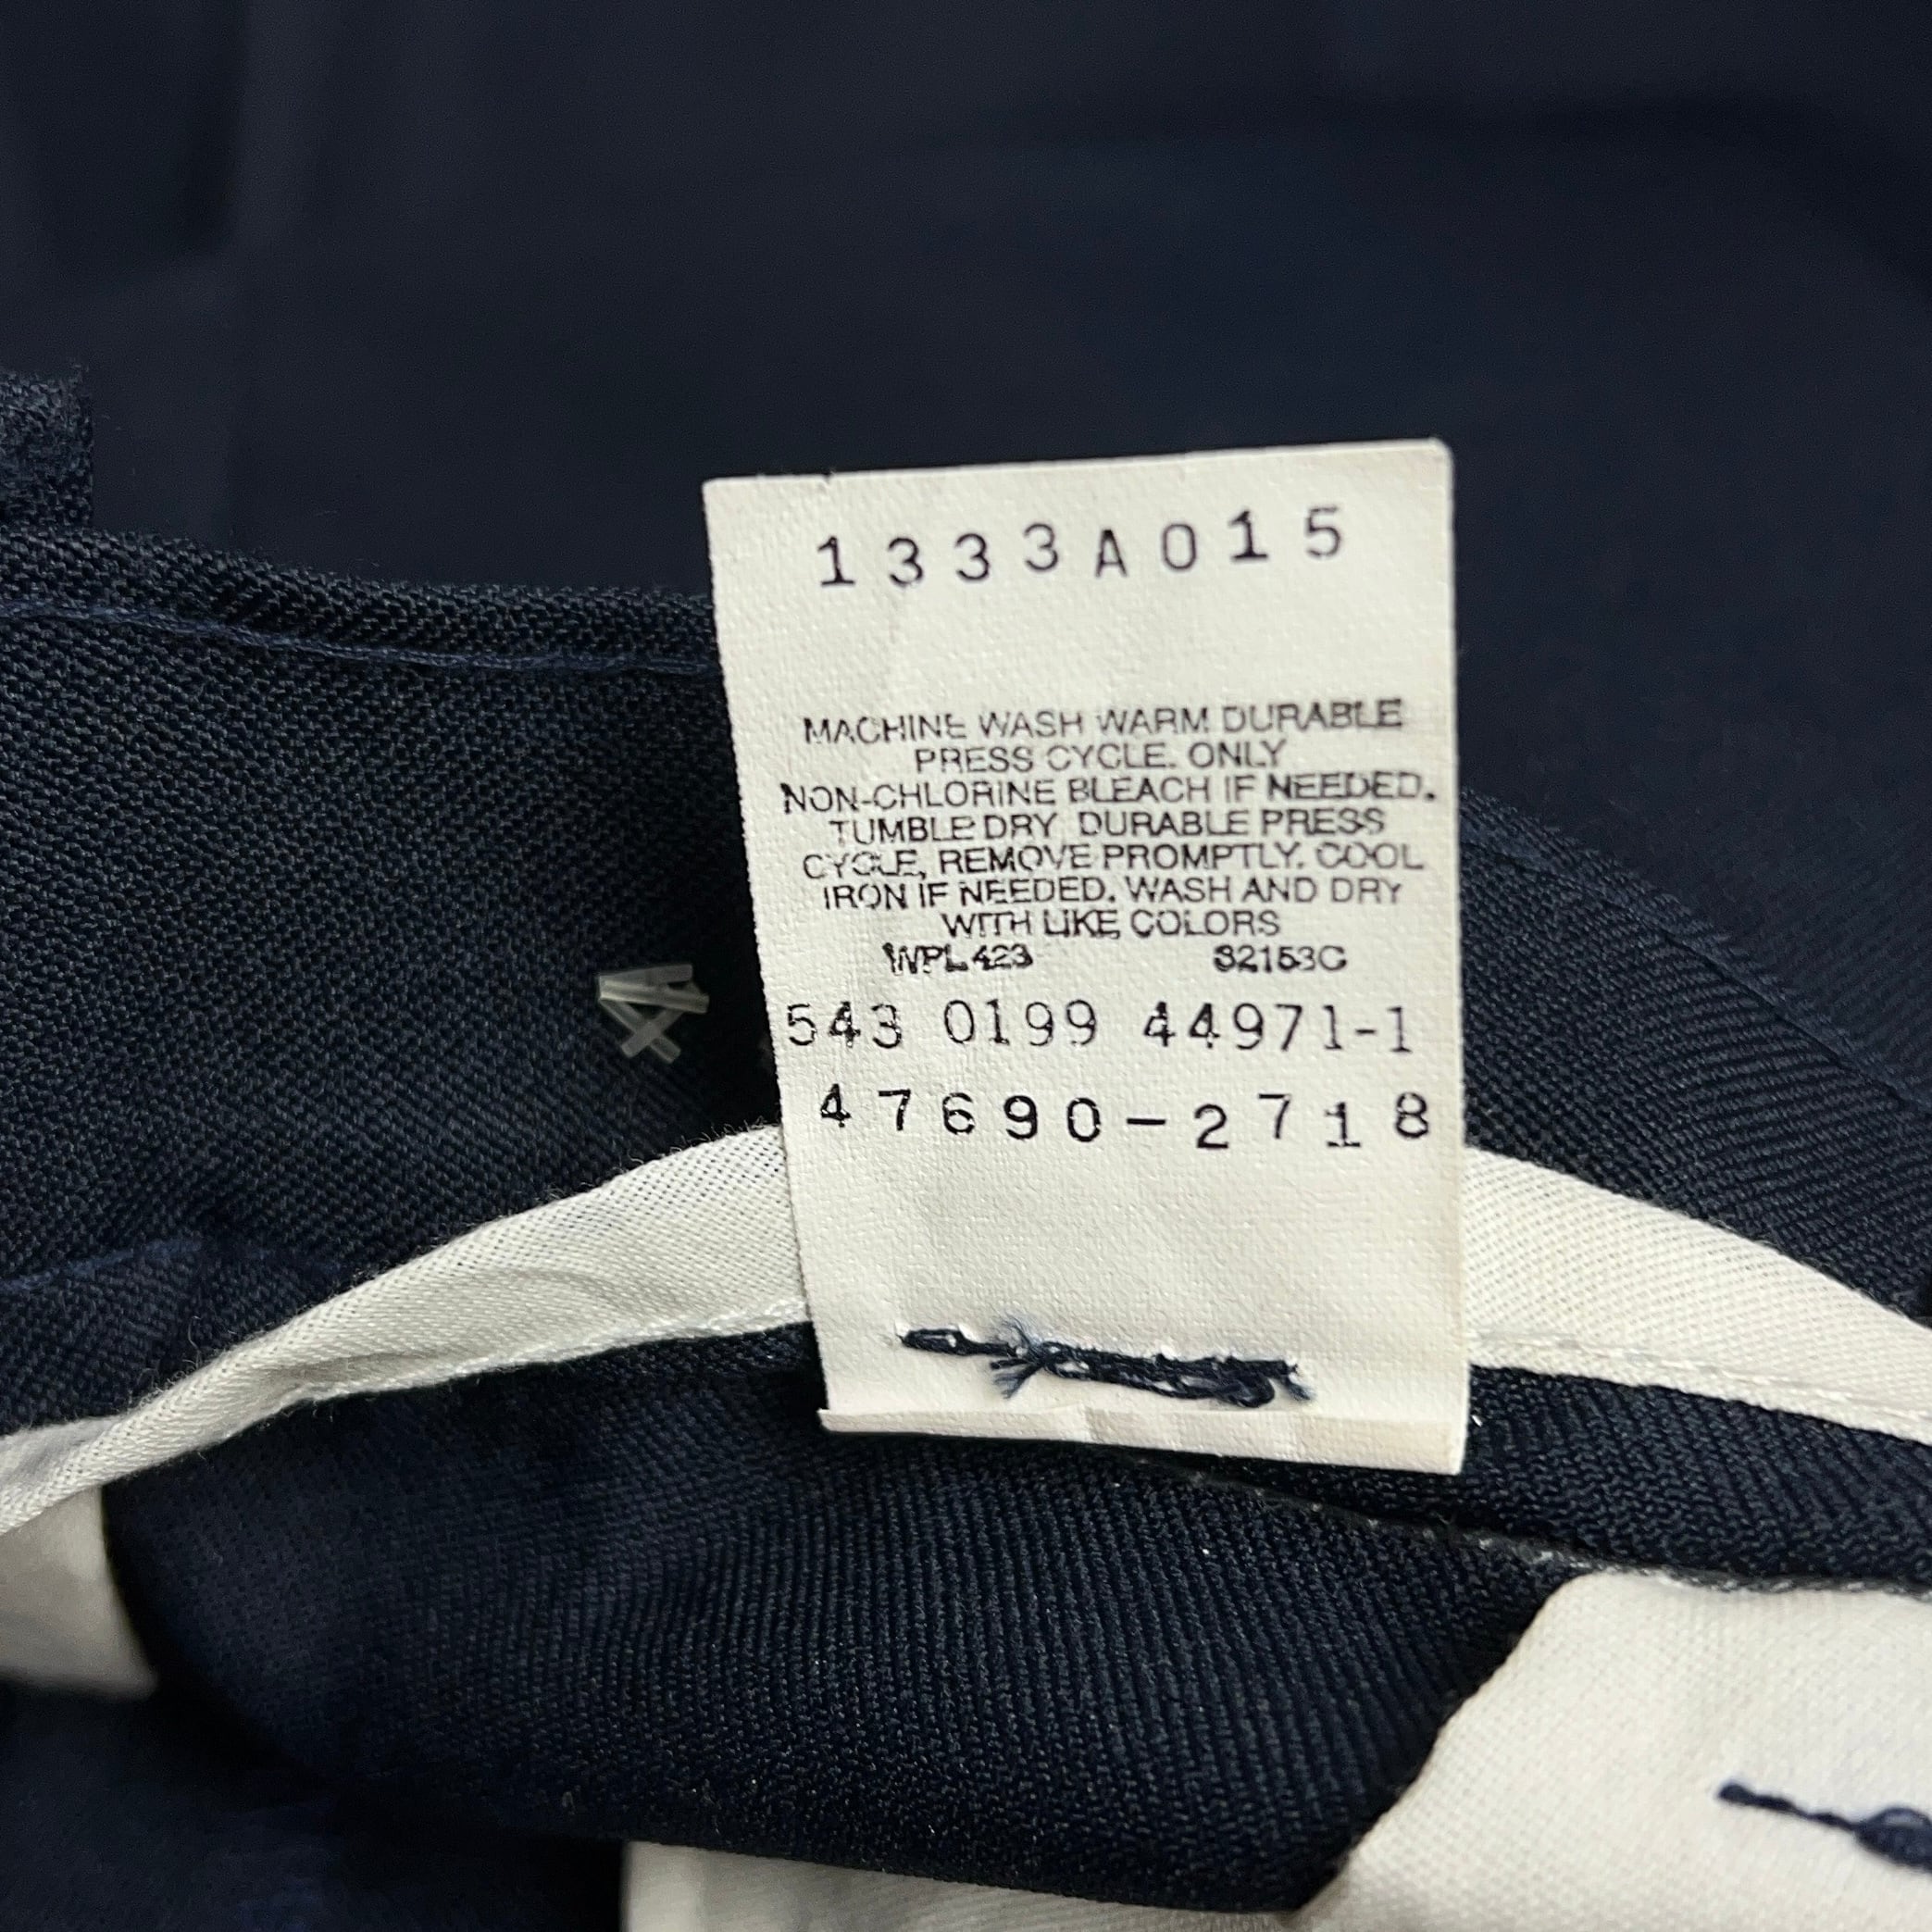 1333A015
MACHINE WASH WARM DURABLE
PRESS CYCLE. ONLY
NON-CHLORINE BLEACH IF NEEDED.
TUMBLE DRY DURABLE PRESS
CYCLE, REMOVE PROMPTLY. COOL
IRON IF NEEDED. WASH AND DRY
WITH LIKE COLORS
WPL 423 S2153C
543 0199 44971-1
47690-2718